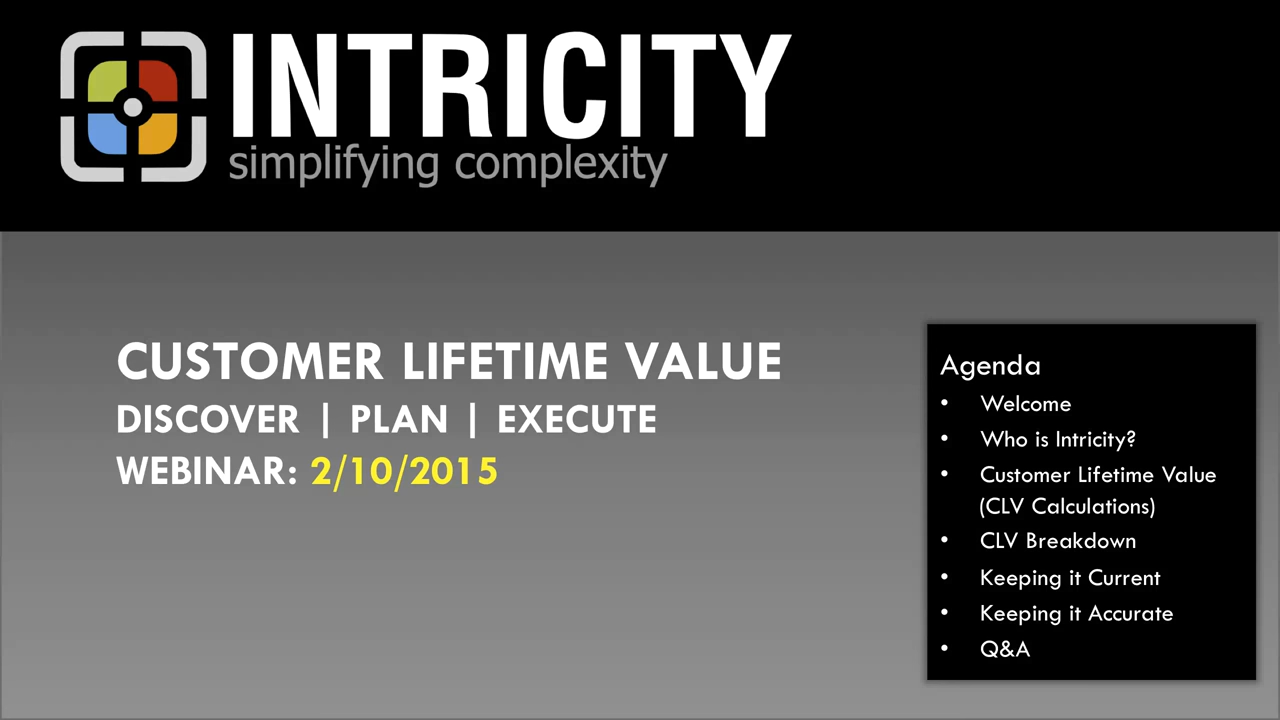 INTRICITY
simplifying complexity
CUSTOMER LIFETIME VALUE
DISCOVER | PLAN | EXECUTE
WEBINAR: 2/10/2015
Agenda
• Welcome
• Who is Intricity?
• Customer Lifetime Value
(CLV Calculations)
• CLV Breakdown
• Keeping it Current
• Keeping it Accurate
• Q&A